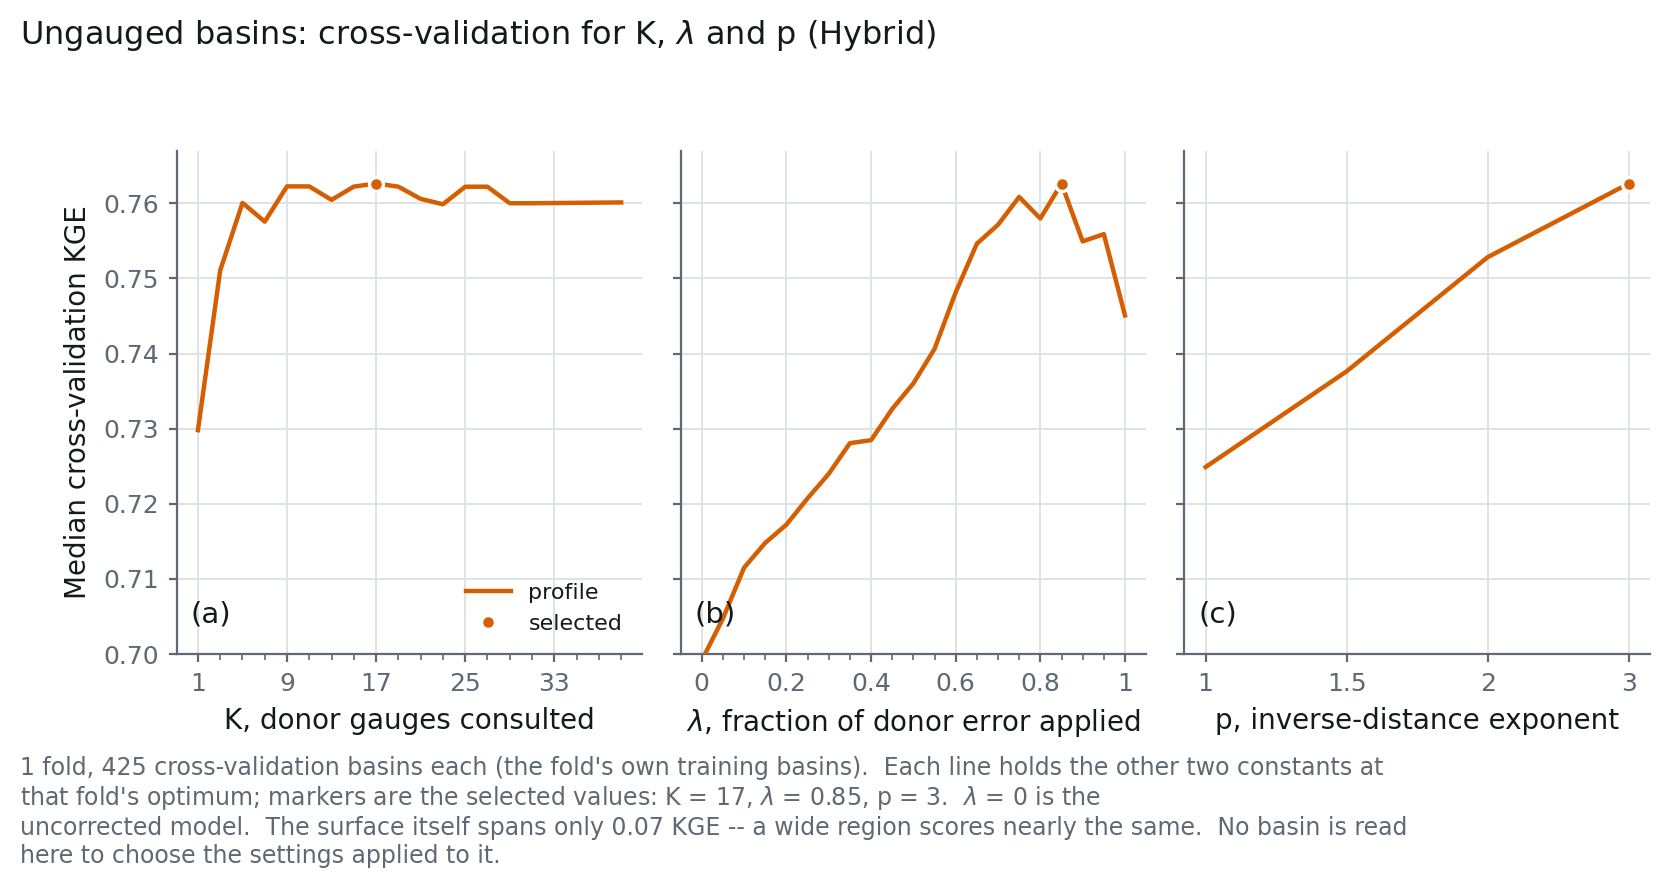 Ungauged basins: cross-validation for K, λ and p (Hybrid)
Median cross-validation KGE
0.76
0.75
0.74
0.73
0.72
0.71
0.70
(a)
profile
selected
1 9 17 25 33
K, donor gauges consulted
(b)
0 0.2 0.4 0.6 0.8 1
λ, fraction of donor error applied
(c)
1 1.5 2 3
p, inverse-distance exponent
1 fold, 425 cross-validation basins each (the fold's own training basins).  Each line holds the other two constants at
that fold's optimum; markers are the selected values: K = 17, λ = 0.85, p = 3.  λ = 0 is the
uncorrected model.  The surface itself spans only 0.07 KGE -- a wide region scores nearly the same.  No basin is read
here to choose the settings applied to it.